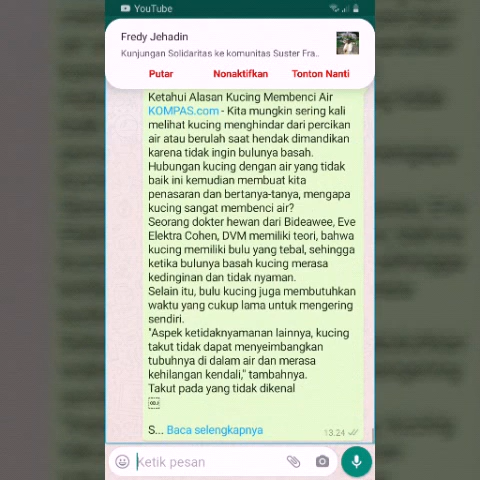 YouTube
Fredy Jehadin
Kunjungan Solidaritas ke komunitas Suster Fra..
Putar Nonaktifkan Tonton Nanti
Ketahui Alasan Kucing Membenci Air
KOMPAS.com - Kita mungkin sering kali
melihat kucing menghindar dari percikan
air atau berulah saat hendak dimandikan
karena tidak ingin bulunya basah.
Hubungan kucing dengan air yang tidak
baik ini kemudian membuat kita
penasaran dan bertanya-tanya, mengapa
kucing sangat membenci air?
Seorang dokter hewan dari Bideawee, Eve
Elektra Cohen, DVM memiliki teori, bahwa
kucing memiliki bulu yang tebal, sehingga
ketika bulunya basah kucing merasa
kedinginan dan tidak nyaman.
Selain itu, bulu kucing juga membutuhkan
waktu yang cukup lama untuk mengering
sendiri.
"Aspek ketidaknyamanan lainnya, kucing
takut tidak dapat menyeimbangkan
tubuhnya di dalam air dan merasa
kehilangan kendali," tambahnya.
Takut pada yang tidak dikenal
S... Baca selengkapnya
13.24
Ketik pesan